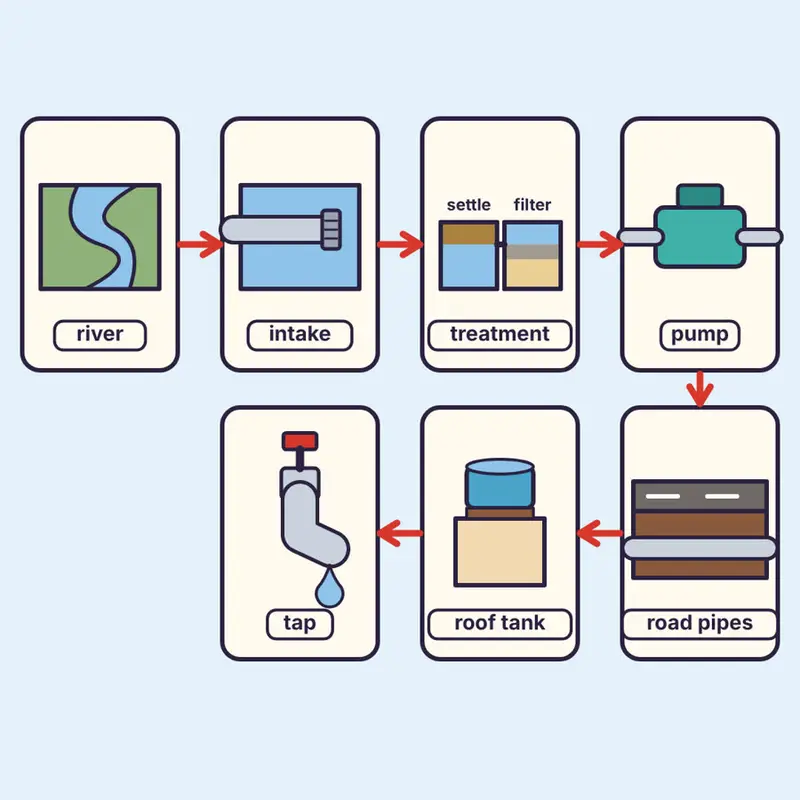 river
intake
settle filter
treatment
pump
road pipes
roof tank
tap